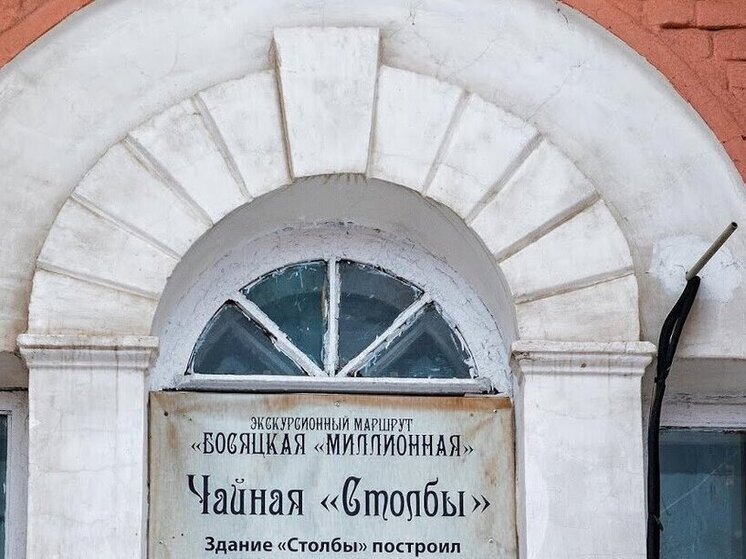 ЭКСКУРСИОННЫЙ МАРШРУТ
«БОСЯЦКАЯ «МИЛЛИОННАЯ»
Чайная «Столбы»
Здание «Столбы» построил